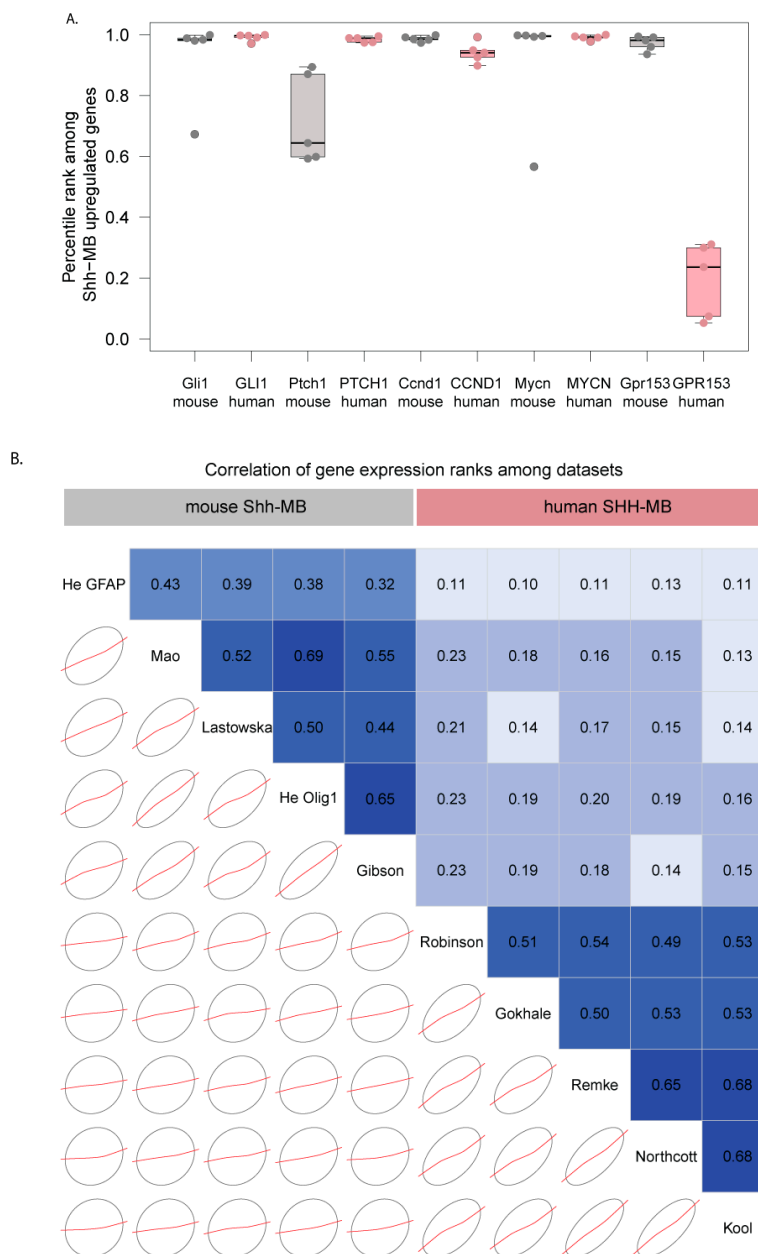 A.
Percentile rank among
Shh−MB upregulated genes
1.0
0.8
0.6
0.4
0.2
0.0
Gli1 GLI1 Ptch1 PTCH1 Ccnd1 CCND1 Mycn MYCN Gpr153 GPR153
mouse human mouse human mouse human mouse human mouse human
B.
Correlation of gene expression ranks among datasets
mouse Shh-MB human SHH-MB
He GFAP 0.43 0.39 0.38 0.32 0.11 0.10 0.11 0.13 0.11
Mao 0.52 0.69 0.55 0.23 0.18 0.16 0.15 0.13
Lastowska 0.50 0.44 0.21 0.14 0.17 0.15 0.14
He Olig1 0.65 0.23 0.19 0.20 0.19 0.16
Gibson 0.23 0.19 0.18 0.14 0.15
Robinson 0.51 0.54 0.49 0.53
Gokhale 0.50 0.53 0.53
Remke 0.65 0.68
Northcott 0.68
Kool